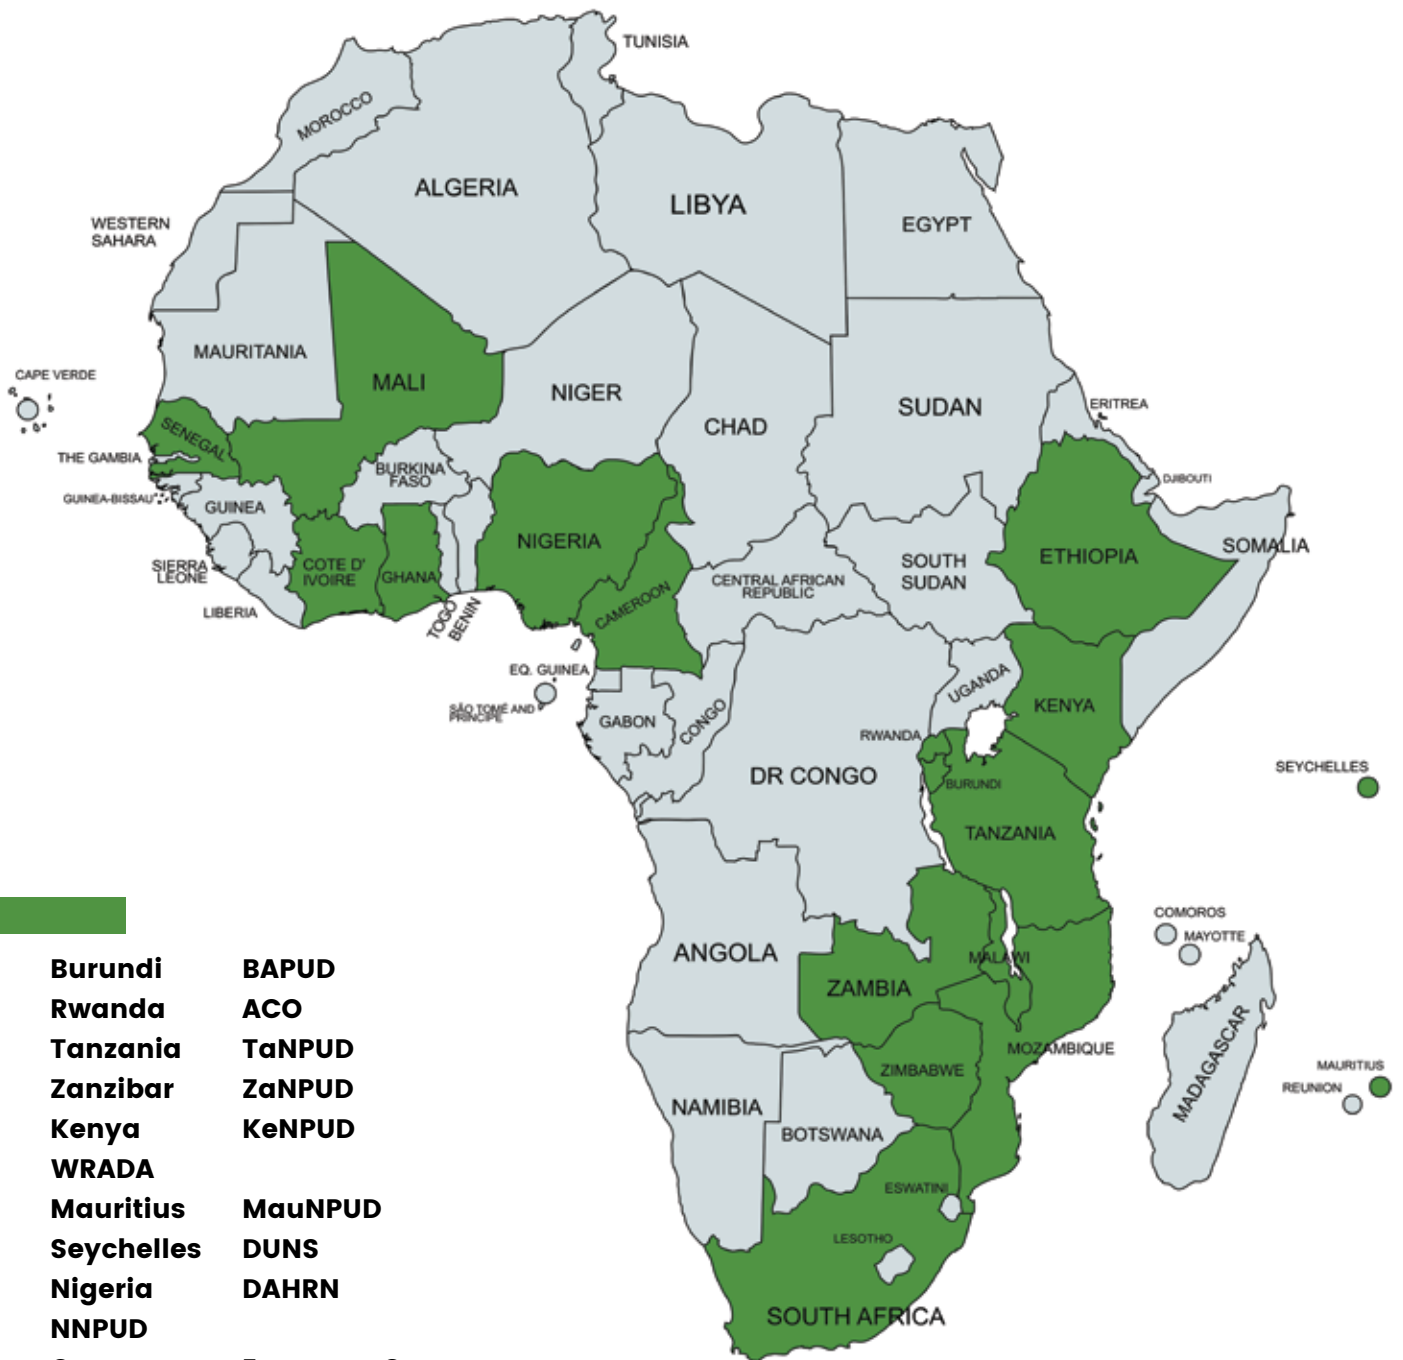 TUNISIA
MOROCCO
ALGERIA
LIBYA
EGYPT
WESTERN
SAHARA
MAURITANIA
MALI
NIGER
CHAD
SUDAN
ERITREA
CAPE VERDE
SENEGAL
THE GAMBIA
BURKINA
FASO
DJIBOUTI
GUINEA-BISSAU
GUINEA
NIGERIA
SOUTH
SUDAN
ETHIOPIA
SOMALIA
SIERRA
LEONE
COTE D'
IVOIRE
GHANA
CENTRAL AFRICAN
REPUBLIC
CAMEROON
LIBERIA
TOGO
BENIN
EQ. GUINEA
SÃO TOMÉ AND
PRINCIPE
GABON
CONGO
UGANDA
KENYA
RWANDA
DR CONGO
BURUNDI
SEYCHELLES
TANZANIA
COMOROS
MAYOTTE
ANGOLA
MALAWI
ZAMBIA
MOZAMBIQUE
MADAGASCAR
ZIMBABWE
MAURITIUS
REUNION
NAMIBIA
BOTSWANA
ESWATINI
LESOTHO
SOUTH AFRICA
Burundi BAPUD
Rwanda ACO
Tanzania TaNPUD
Zanzibar ZaNPUD
Kenya KeNPUD
WRADA
Mauritius MauNPUD
Seychelles DUNS
Nigeria DAHRN
NNPUD